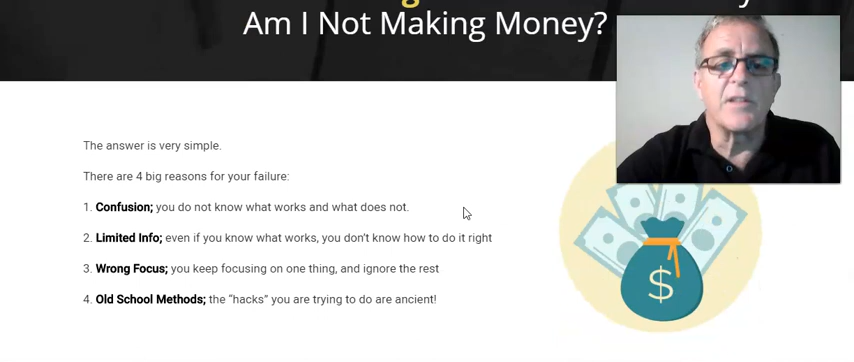 Am I Not Making Money?
The answer is very simple.
There are 4 big reasons for your failure:
1. Confusion; you do not know what works and what does not.
2. Limited Info; even if you know what works, you don’t know how to do it right
3. Wrong Focus; you keep focusing on one thing, and ignore the rest
4. Old School Methods; the “hacks” you are trying to do are ancient!
$